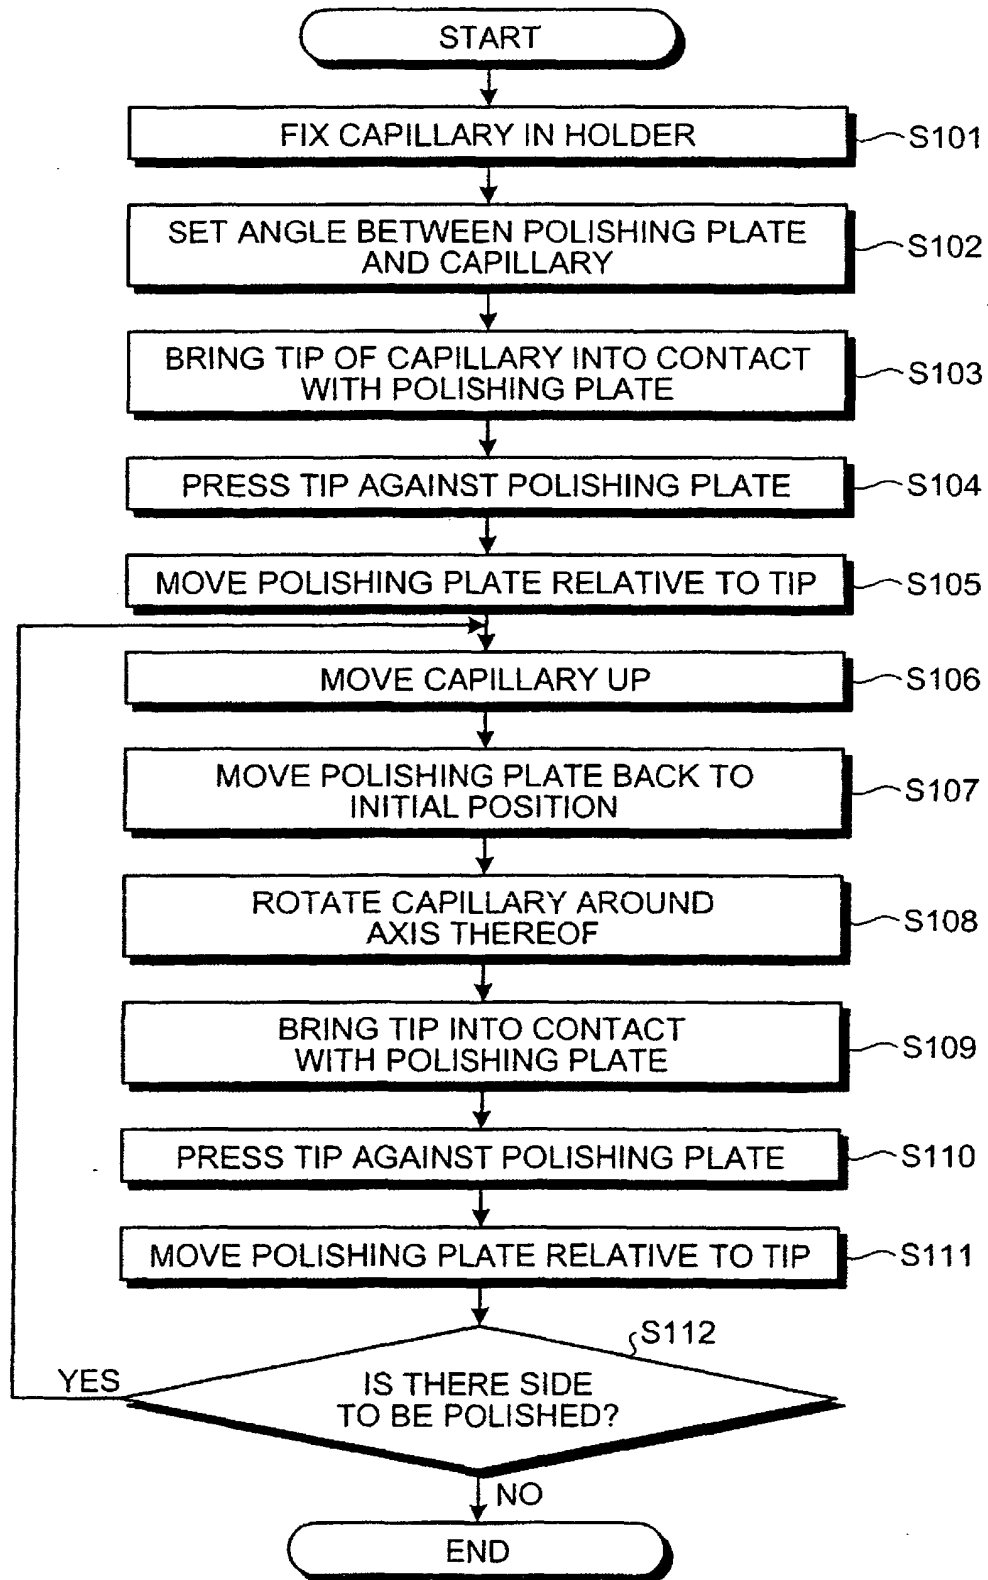 START
FIX CAPILLARY IN HOLDER
S101
SET ANGLE BETWEEN POLISHING PLATE
AND CAPILLARY
S102
BRING TIP OF CAPILLARY INTO CONTACT
WITH POLISHING PLATE
S103
PRESS TIP AGAINST POLISHING PLATE
S104
MOVE POLISHING PLATE RELATIVE TO TIP
S105
MOVE CAPILLARY UP
S106
MOVE POLISHING PLATE BACK TO
INITIAL POSITION
S107
ROTATE CAPILLARY AROUND
AXIS THEREOF
S108
BRING TIP INTO CONTACT
WITH POLISHING PLATE
S109
PRESS TIP AGAINST POLISHING PLATE
S110
MOVE POLISHING PLATE RELATIVE TO TIP
S111
S112
YES
IS THERE SIDE
TO BE POLISHED?
NO
END